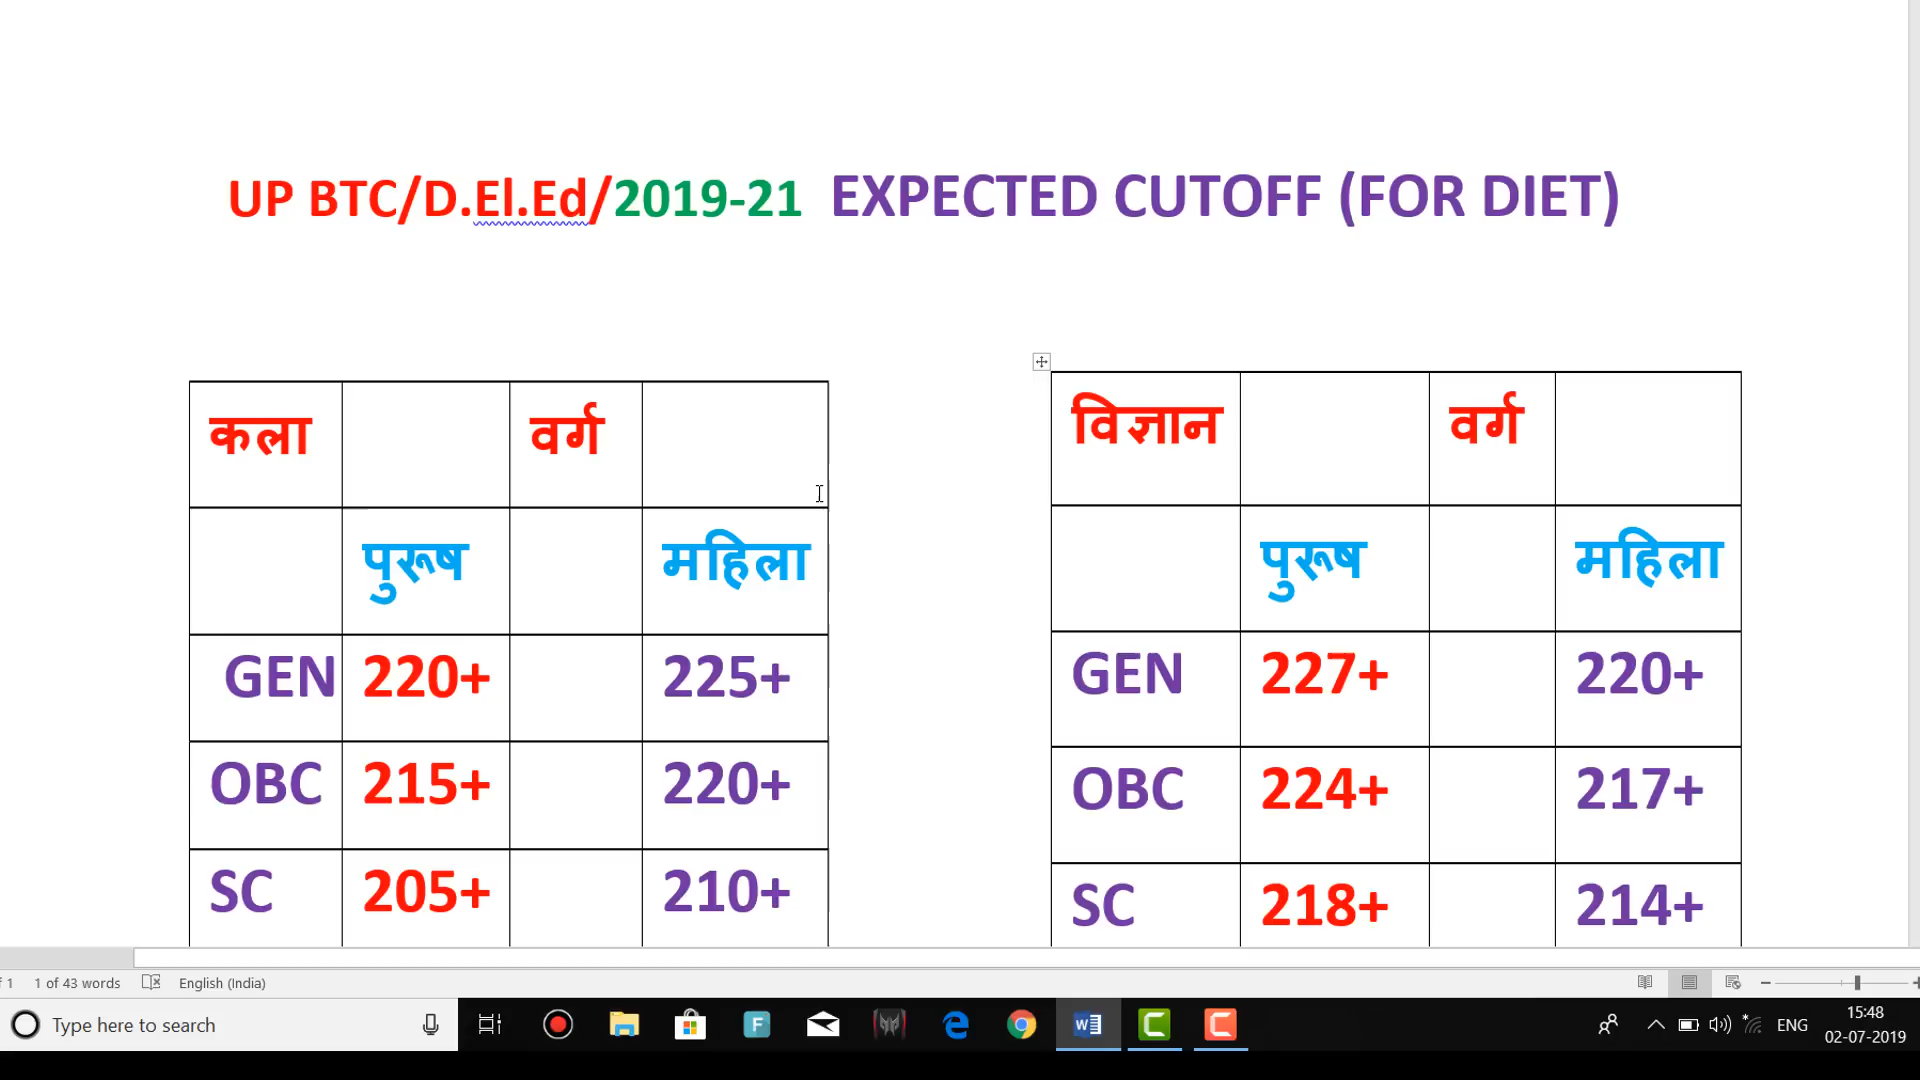 UP BTC/D.El.Ed/2019-21 EXPECTED CUTOFF (FOR DIET)
कला वर्ग
पुरूष महिला
GEN 220+ 225+
OBC 215+ 220+
SC 205+ 210+
विज्ञान वर्ग
पुरूष महिला
GEN 227+ 220+
OBC 224+ 217+
SC 218+ 214+
f 1 1 of 43 words English (India)
Type here to search
F
ENG
15:48
02-07-2019